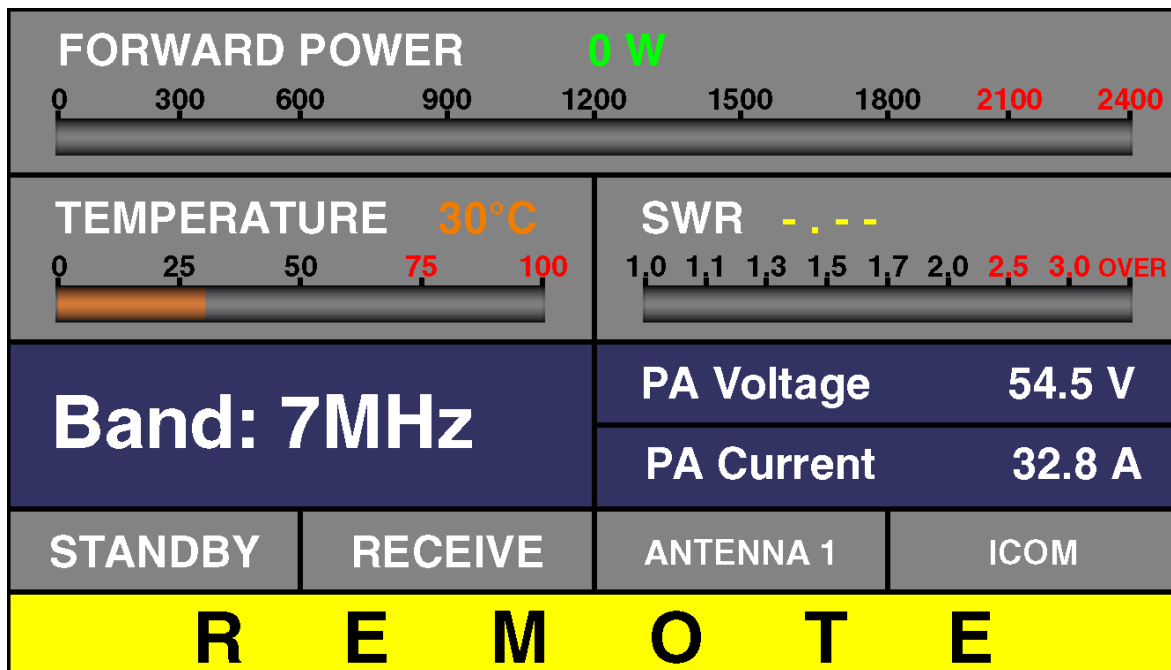 FORWARD POWER 0 W
0 300 600 900 1200 1500 1800 2100 2400
TEMPERATURE 30°C
0 25 50 75 100
SWR -.--
1.0 1.1 1.3 1.5 1.7 2.0 2.5 3.0 OVER
Band: 7MHz
PA Voltage 54.5 V
PA Current 32.8 A
STANDBY RECEIVE ANTENNA 1 ICOM
R E M O T E